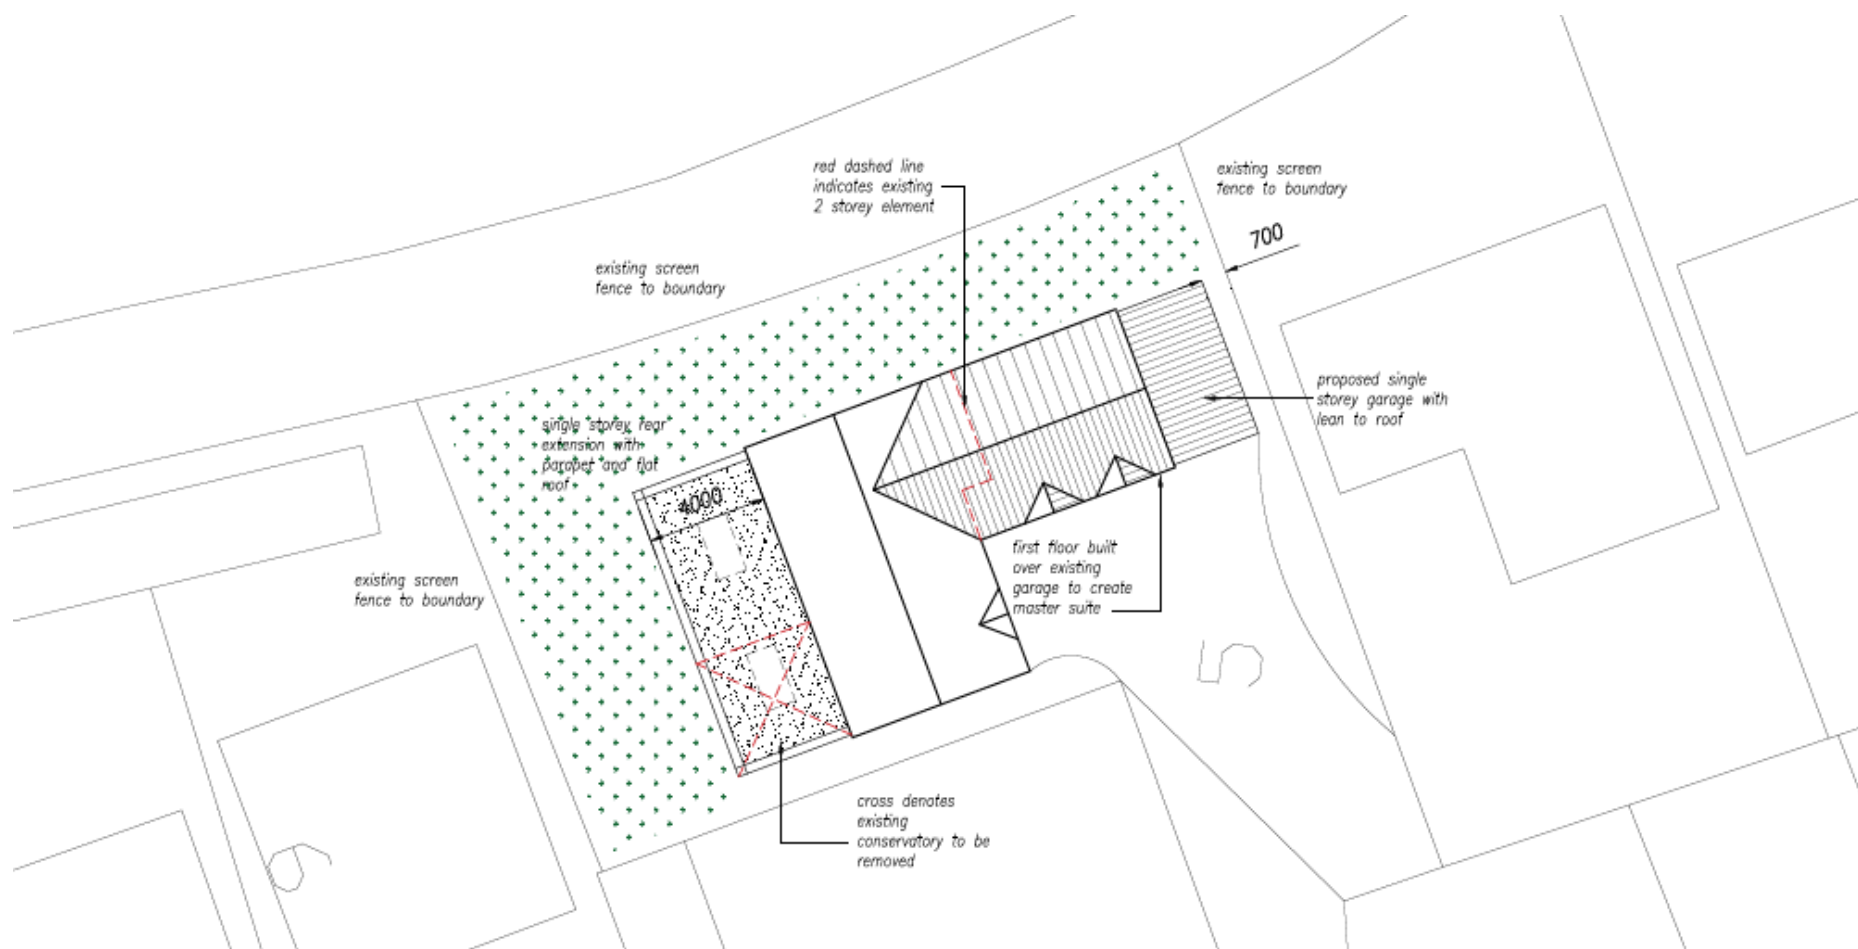 red dashed line
indicates existing
2 storey element
existing screen
fence to boundary
700
existing screen
fence to boundary
proposed single
storey garage with
lean to roof
single storey rear
extension with
parapet and flat
roof
4000
first floor built
over existing
garage to create
master suite
existing screen
fence to boundary
5
cross denotes
existing
conservatory to be
removed
9